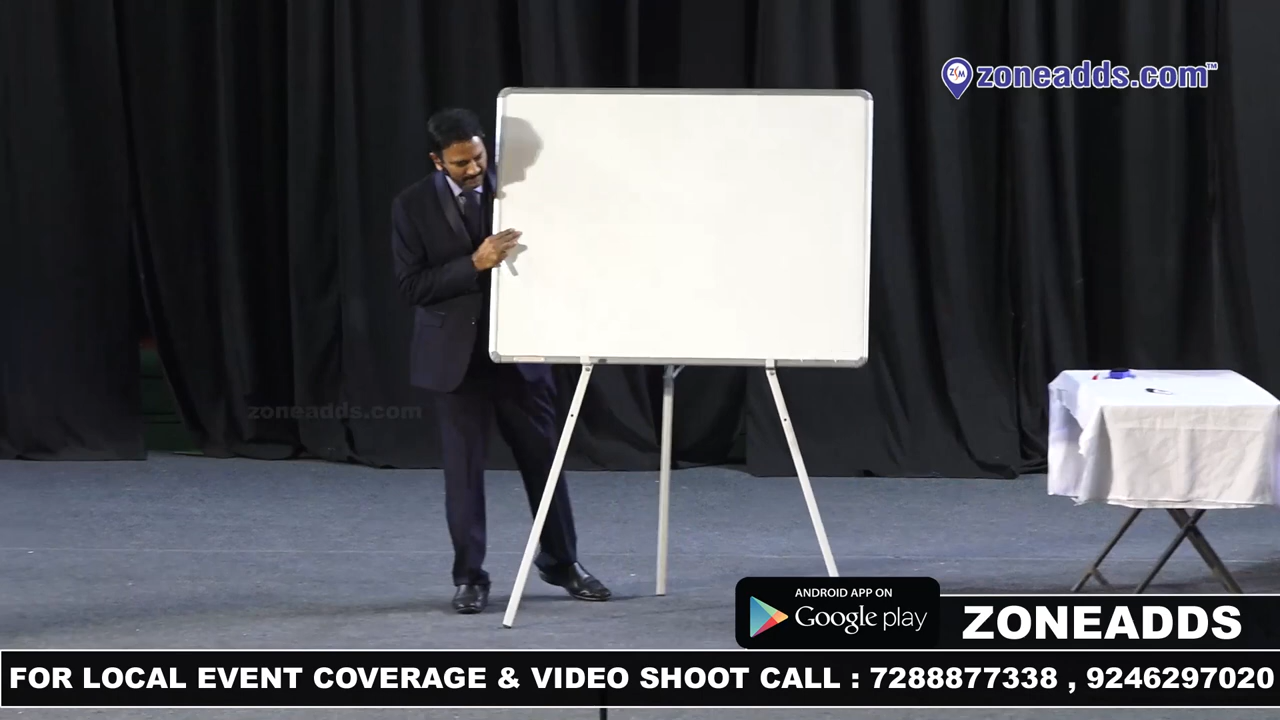 ZSM zoneadds.com™
zoneadds.com
ANDROID APP ON
Google play
ZONEADDS
FOR LOCAL EVENT COVERAGE & VIDEO SHOOT CALL : 7288877338 , 9246297020